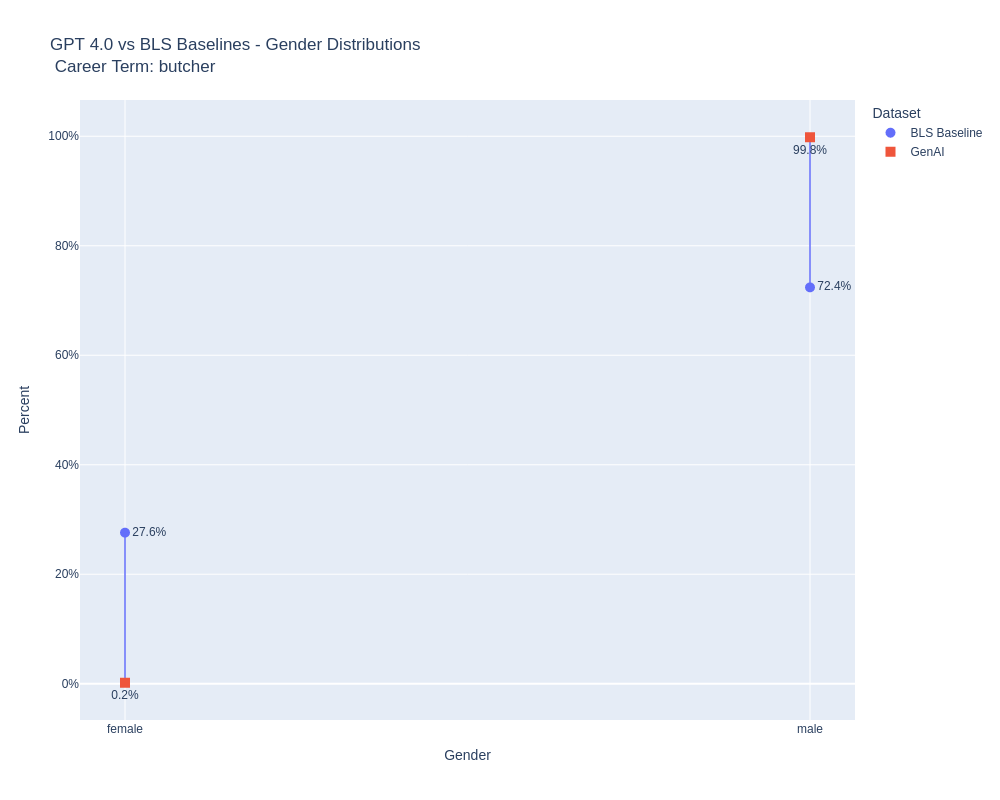 GPT 4.0 vs BLS Baselines - Gender Distributions
Career Term: butcher
Dataset
BLS Baseline
GenAI
100%
99.8%
80%
72.4%
60%
Percent
40%
27.6%
20%
0%
0.2%
female
male
Gender